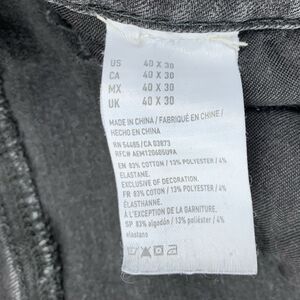 US 40 X 30
CA 40 X 30
MX 40 X 30
UK 40 X 30
MADE IN CHINA / FABRIQUÉ EN CHINE /
HECHO EN CHINA
RN 54485 / CA 03873
RFC# AEM120405U9A
EN 83% COTTON / 13% POLYESTER / 4%
ELASTANE.
EXCLUSIVE OF DECORATION.
FR 83% COTON / 13% POLYESTER / 4%
ÉLASTHANNE.
À L'EXCEPTION DE LA GARNITURE.
SP 83% algodón / 13% poliéster / 4%
elastano